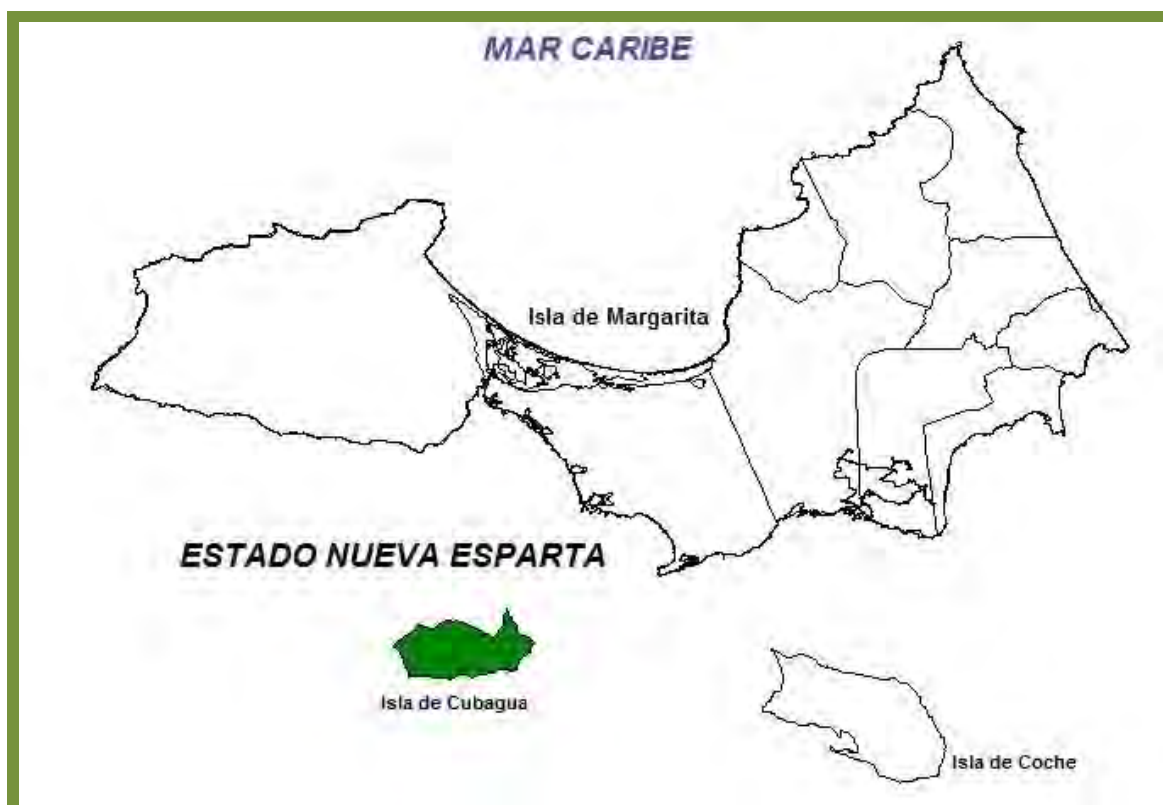 MAR CARIBE
Isla de Margarita
ESTADO NUEVA ESPARTA
Isla de Cubagua
Isla de Coche